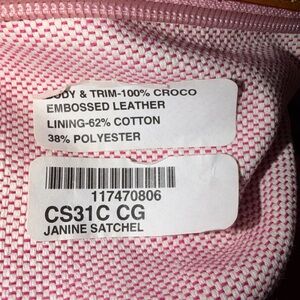 BODY & TRIM-100% CROCO
EMBOSSED LEATHER
LINING-62% COTTON
38% POLYESTER
117470806
CS31C CG
JANINE SATCHEL